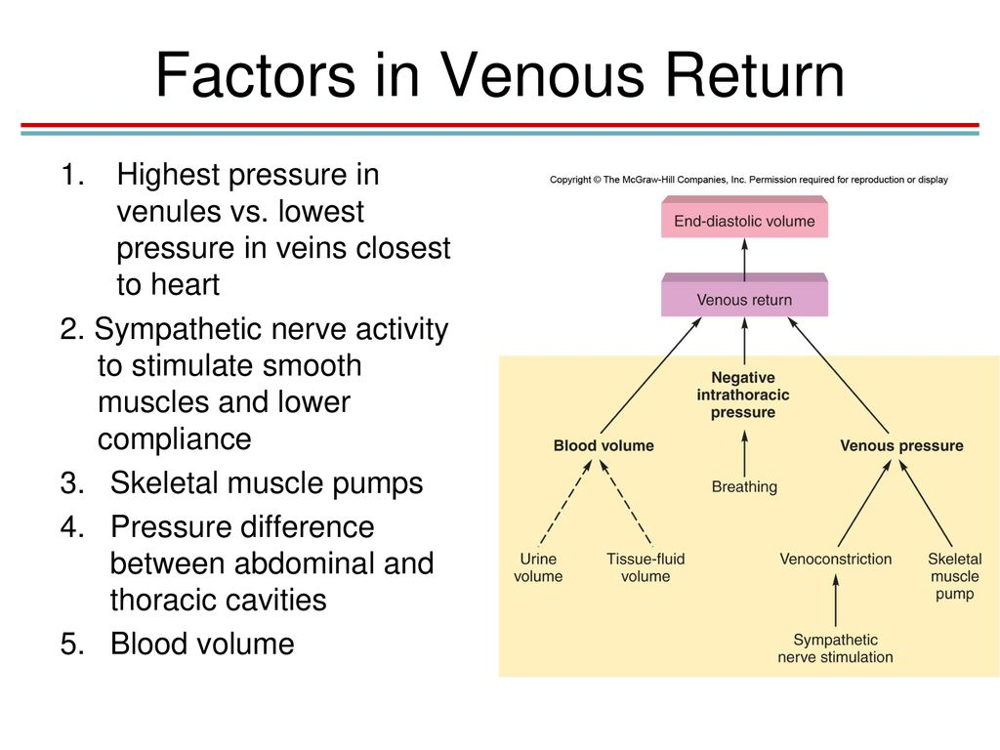 Factors in Venous Return
1. Highest pressure in
venules vs. lowest
pressure in veins closest
to heart
2. Sympathetic nerve activity
to stimulate smooth
muscles and lower
compliance
3. Skeletal muscle pumps
4. Pressure difference
between abdominal and
thoracic cavities
5. Blood volume
Copyright © The McGraw-Hill Companies, Inc. Permission required for reproduction or display
End-diastolic volume
Venous return
Negative
intrathoracic
pressure
Blood volume
Venous pressure
Breathing
Urine
volume
Tissue-fluid
volume
Venoconstriction
Skeletal
muscle
pump
Sympathetic
nerve stimulation